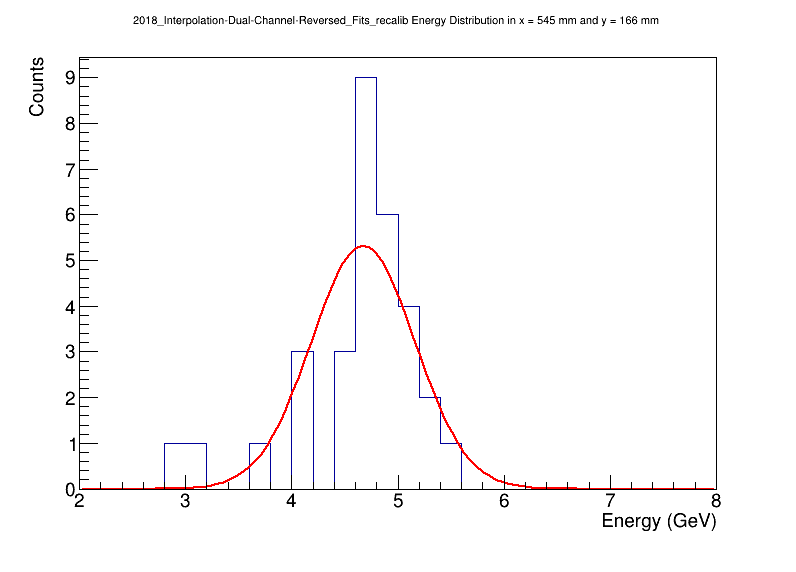 2018_Interpolation-Dual-Channel-Reversed_Fits_recalib Energy Distribution in x = 545 mm and y = 166 mm
Counts
9
8
7
6
5
4
3
2
1
0
2 3 4 5 6 7 8
Energy (GeV)